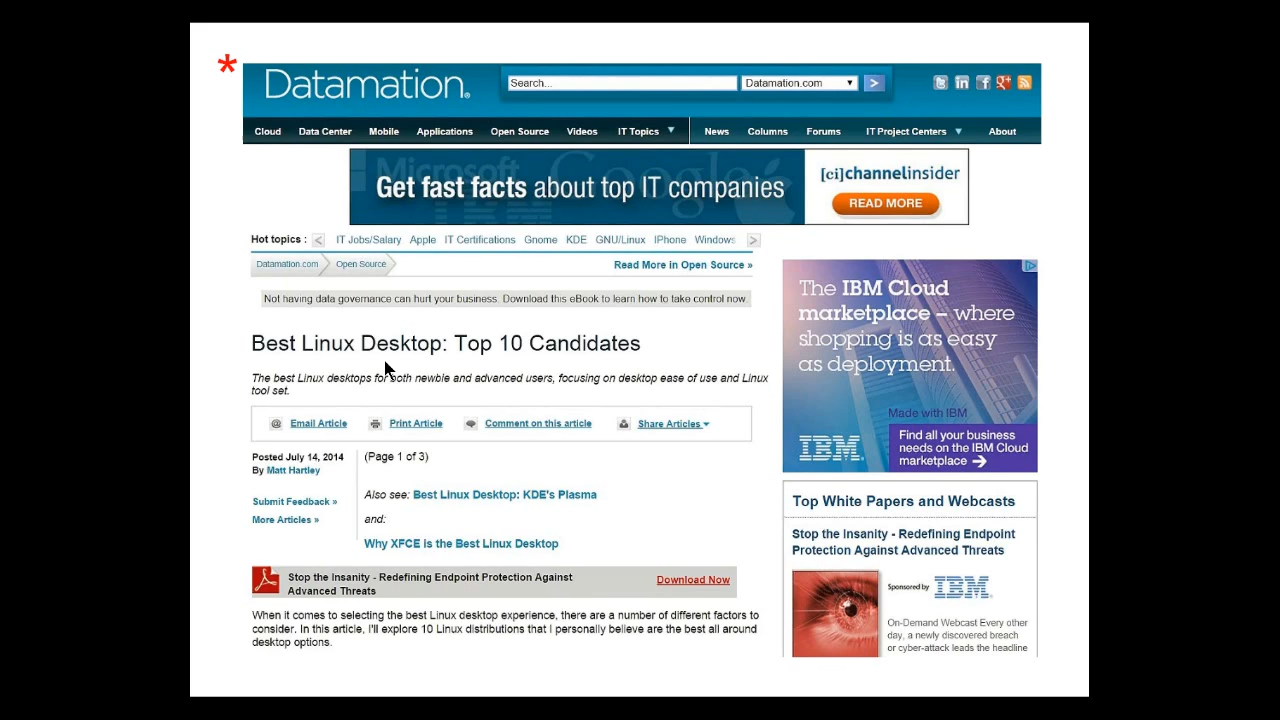 *
Datamation.
Search...
Datamation.com
>
Cloud Data Center Mobile Applications Open Source Videos IT Topics News Columns Forums IT Project Centers About
Microsoft
Google
IBM
Get fast facts about top IT companies
[ci]channelinsider
READ MORE
Hot topics : < IT Jobs/Salary Apple IT Certifications Gnome KDE GNU/Linux IPhone Windows >
Datamation.com Open Source
Read More in Open Source »
Not having data governance can hurt your business. Download this eBook to learn how to take control now.
Best Linux Desktop: Top 10 Candidates
The best Linux desktops for both newbie and advanced users, focusing on desktop ease of use and Linux
tool set.
Email Article Print Article Comment on this article Share Articles
Posted July 14, 2014
By Matt Hartley
Submit Feedback »
More Articles »
(Page 1 of 3)
Also see: Best Linux Desktop: KDE's Plasma
and:
Why XFCE is the Best Linux Desktop
Stop the Insanity - Redefining Endpoint Protection Against
Advanced Threats
Download Now
When it comes to selecting the best Linux desktop experience, there are a number of different factors to
consider. In this article, I'll explore 10 Linux distributions that I personally believe are the best all around
desktop options.
The IBM Cloud
marketplace – where
shopping is as easy
as deployment.
Made with IBM
IBM.
Find all your business
needs on the IBM Cloud
marketplace →
Top White Papers and Webcasts
Stop the Insanity - Redefining Endpoint
Protection Against Advanced Threats
Sponsored by IBM.
On-Demand Webcast Every other
day, a newly discovered breach
or cyber-attack leads the headline